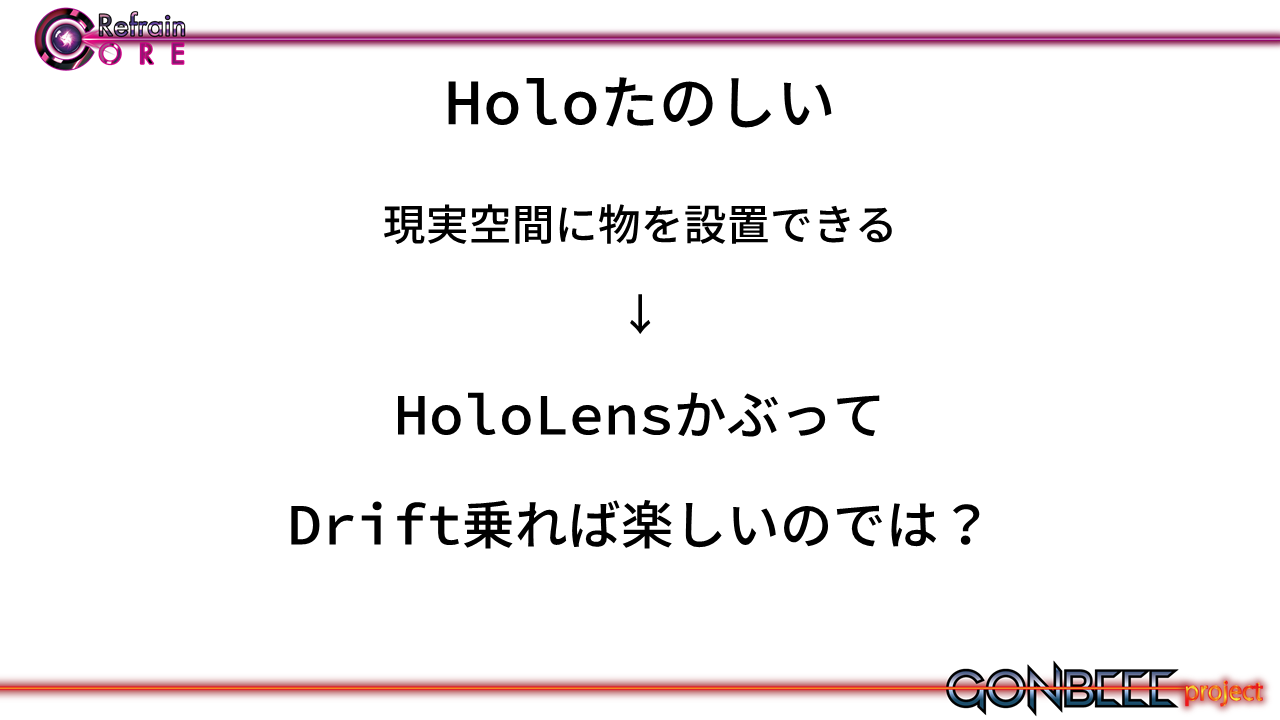 Refrain
CORE
Holoたのしい
現実空間に物を設置できる
↓
HoloLensかぶって
Drift乗れば楽しいのでは？
GONBEEE project